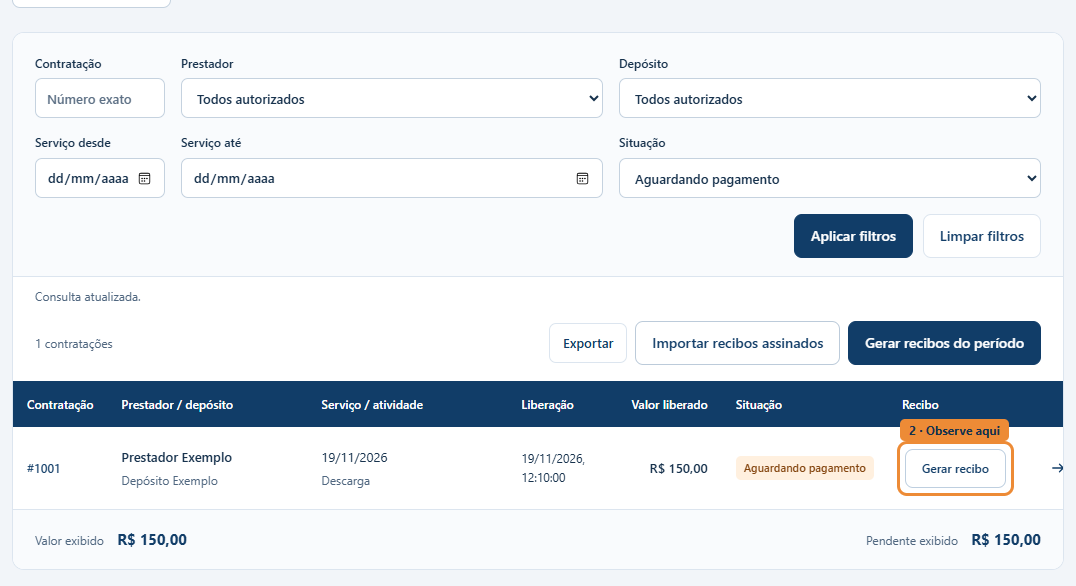 Contratação
Prestador
Depósito
Número exato
Todos autorizados
Todos autorizados
Serviço desde
Serviço até
Situação
dd/mm/aaaa
dd/mm/aaaa
Aguardando pagamento
Aplicar filtros
Limpar filtros
Consulta atualizada.
1 contratações
Exportar
Importar recibos assinados
Gerar recibos do período
Contratação
Prestador / depósito
Serviço / atividade
Liberação
Valor liberado
Situação
Recibo
2 · Observe aqui
#1001
Prestador Exemplo
Depósito Exemplo
19/11/2026
Descarga
19/11/2026,
12:10:00
R$ 150,00
Aguardando pagamento
Gerar recibo
Valor exibido R$ 150,00
Pendente exibido R$ 150,00